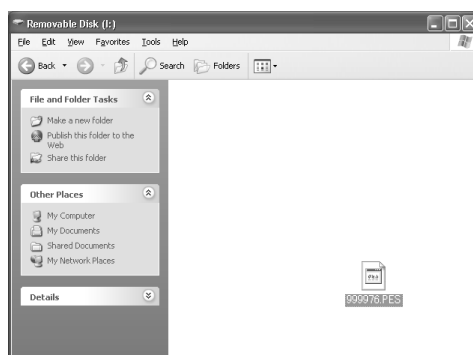 Removable Disk (I:)
File Edit View Favorites Tools Help
Back Search Folders
File and Folder Tasks
Make a new folder
Publish this folder to the
Web
Share this folder
Other Places
My Computer
My Documents
Shared Documents
My Network Places
Details
999976.PES